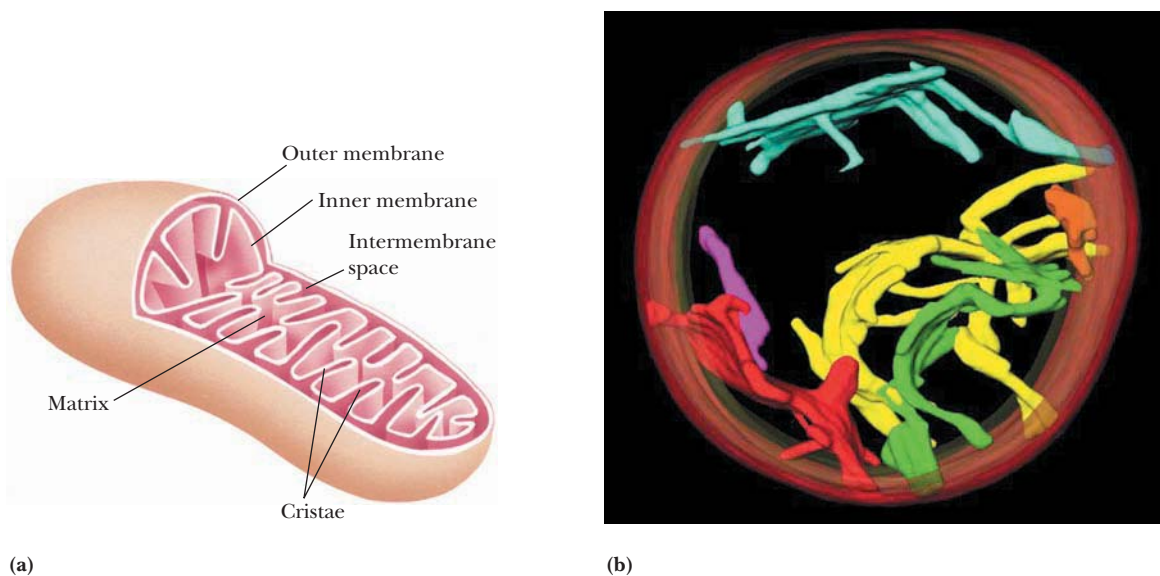 Outer membrane
Inner membrane
Intermembrane
space
Matrix
Cristae
(a)
(b)